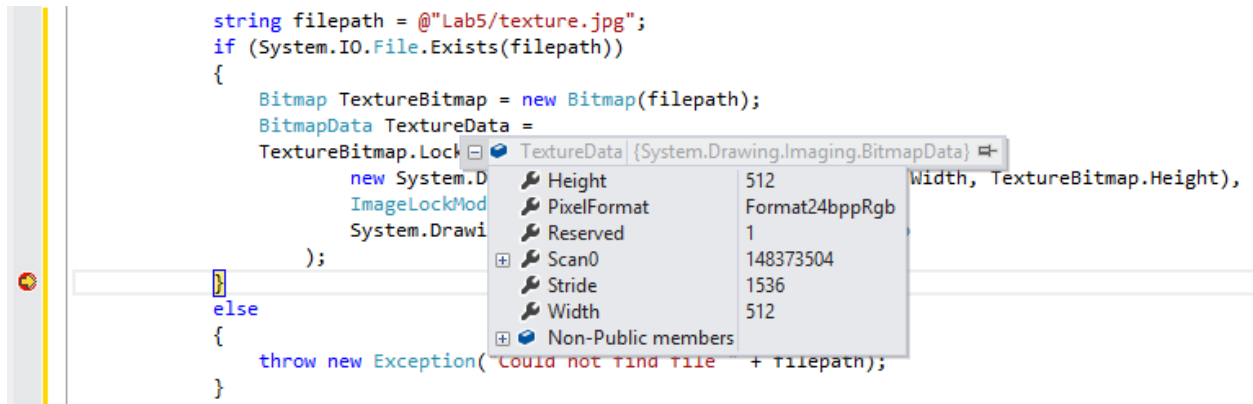 string filepath = @"Lab5/texture.jpg";
if (System.IO.File.Exists(filepath))
{
Bitmap TextureBitmap = new Bitmap(filepath);
BitmapData TextureData =
TextureBitmap.Lock TextureData {System.Drawing.Imaging.BitmapData}
new System.D Height 512 Width, TextureBitmap.Height),
ImageLockMod PixelFormat Format24bppRgb
System.Drawi Reserved 1
); Scan0 148373504
} Stride 1536
else Width 512
{ Non-Public members
throw new Exception("Could not find file " + filepath);
}